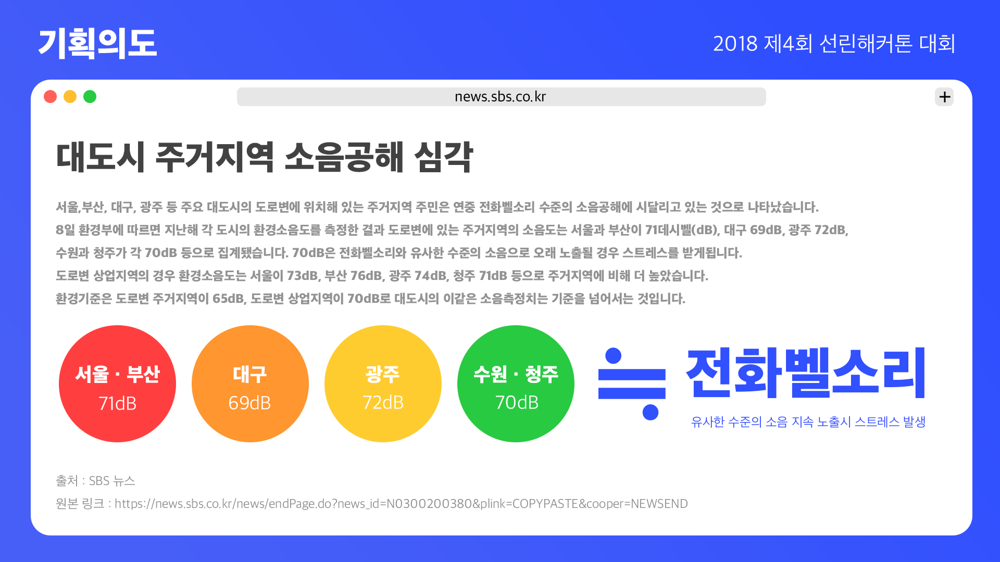 기획의도
2018 제4회 선린해커톤 대회
news.sbs.co.kr
+
대도시 주거지역 소음공해 심각
서울,부산, 대구, 광주 등 주요 대도시의 도로변에 위치해 있는 주거지역 주민은 연중 전화벨소리 수준의 소음공해에 시달리고 있는 것으로 나타났습니다.
8일 환경부에 따르면 지난해 각 도시의 환경소음도를 측정한 결과 도로변에 있는 주거지역의 소음도는 서울과 부산이 71데시벨(dB), 대구 69dB, 광주 72dB,
수원과 청주가 각 70dB 등으로 집계됐습니다. 70dB은 전화벨소리와 유사한 수준의 소음으로 오래 노출될 경우 스트레스를 받게됩니다.
도로변 상업지역의 경우 환경소음도는 서울이 73dB, 부산 76dB, 광주 74dB, 청주 71dB 등으로 주거지역에 비해 더 높았습니다.
환경기준은 도로변 주거지역이 65dB, 도로변 상업지역이 70dB로 대도시의 이같은 소음측정치는 기준을 넘어서는 것입니다.
서울 · 부산
71dB
대구
69dB
광주
72dB
수원 · 청주
70dB
≒ 전화벨소리
유사한 수준의 소음 지속 노출시 스트레스 발생
출처 : SBS 뉴스
원본 링크 : https://news.sbs.co.kr/news/endPage.do?news_id=N0300200380&plink=COPYPASTE&cooper=NEWSEND